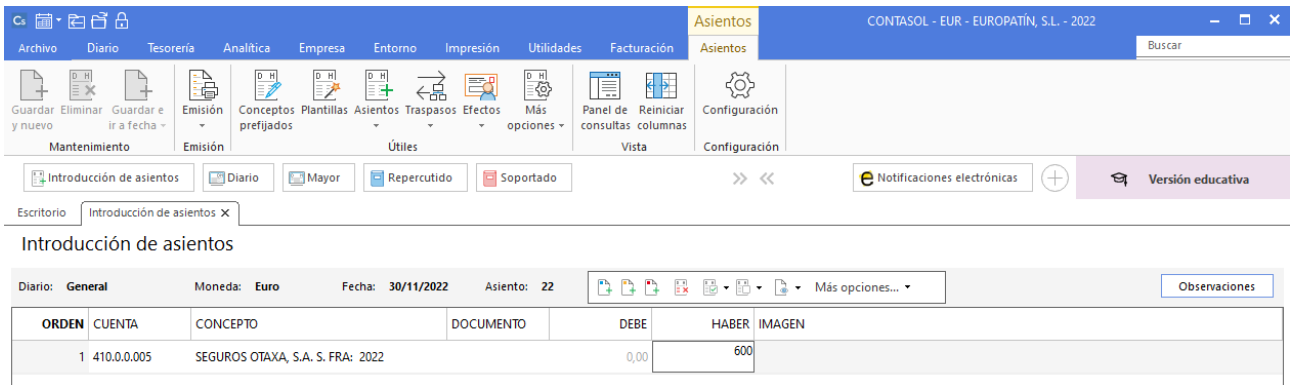 Cs Asientos CONTASOL - EUR - EUROPATÍN, S.L. - 2022
Archivo Diario Tesorería Analítica Empresa Entorno Impresión Utilidades Facturación Asientos Buscar
Guardar y nuevo
Eliminar
Guardar e ir a fecha
Emisión
Conceptos prefijados
Plantillas
Asientos
Traspasos
Efectos
Más opciones
Panel de consultas
Reiniciar columnas
Configuración
Mantenimiento Emisión Útiles Vista Configuración
Introducción de asientos Diario Mayor Repercutido Soportado e Notificaciones electrónicas Versión educativa
Escritorio Introducción de asientos X
Introducción de asientos
Diario: General Moneda: Euro Fecha: 30/11/2022 Asiento: 22 Más opciones... Observaciones
ORDEN CUENTA CONCEPTO DOCUMENTO DEBE HABER IMAGEN
1 410.0.0.005 SEGUROS OTAXA, S.A. S. FRA: 2022 0,00 600